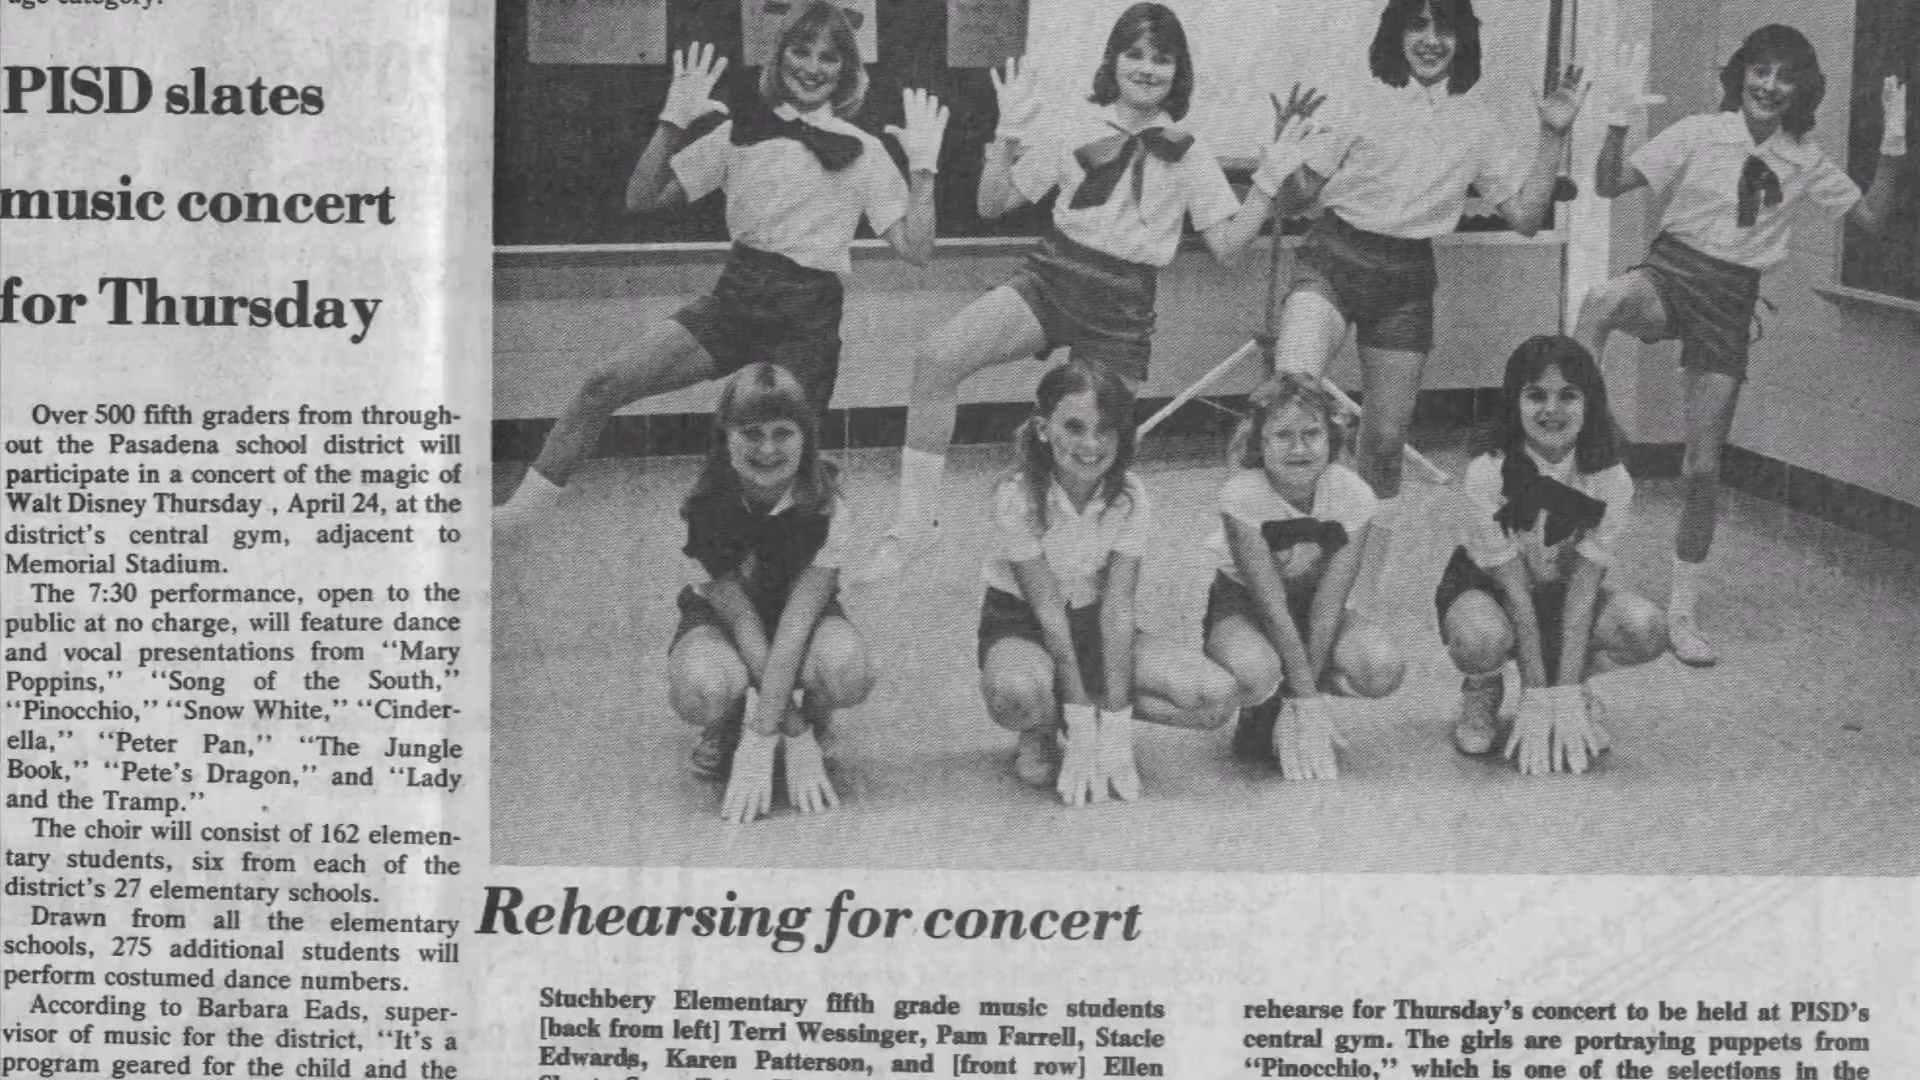 PISD slates
music concert
for Thursday
Over 500 fifth graders from through-
out the Pasadena school district will
participate in a concert of the magic of
Walt Disney Thursday , April 24, at the
district's central gym, adjacent to
Memorial Stadium.
The 7:30 performance, open to the
public at no charge, will feature dance
and vocal presentations from "Mary
Poppins," "Song of the South,"
"Pinocchio," "Snow White," "Cinder-
ella," "Peter Pan," "The Jungle
Book," "Pete's Dragon," and "Lady
and the Tramp."
The choir will consist of 162 elemen-
tary students, six from each of the
district's 27 elementary schools.
Drawn from all the elementary
schools, 275 additional students will
perform costumed dance numbers.
According to Barbara Eads, super-
visor of music for the district, "It's a
program geared for the child and the
Rehearsing for concert
Stuchbery Elementary fifth grade music students
[back from left] Terri Wessinger, Pam Farrell, Stacie
Edwards, Karen Patterson, and [front row] Ellen
rehearse for Thursday's concert to be held at PISD's
central gym. The girls are portraying puppets from
"Pinocchio," which is one of the selections in the